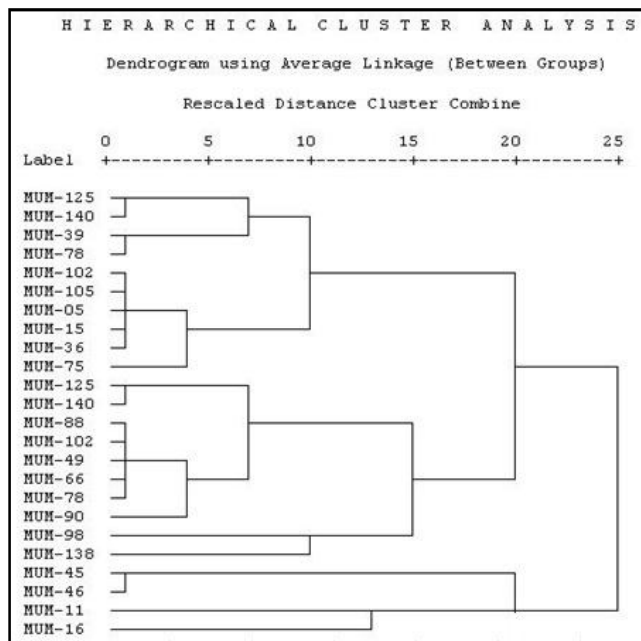 H I E R A R C H I C A L C L U S T E R A N A L Y S I S
Dendrogram using Average Linkage (Between Groups)
Rescaled Distance Cluster Combine
0 5 10 15 20 25
Label +---------+---------+---------+---------+---------+
MUM-125
MUM-140
MUM-39
MUM-78
MUM-102
MUM-105
MUM-05
MUM-15
MUM-36
MUM-75
MUM-125
MUM-140
MUM-88
MUM-102
MUM-49
MUM-66
MUM-78
MUM-90
MUM-98
MUM-138
MUM-45
MUM-46
MUM-11
MUM-16